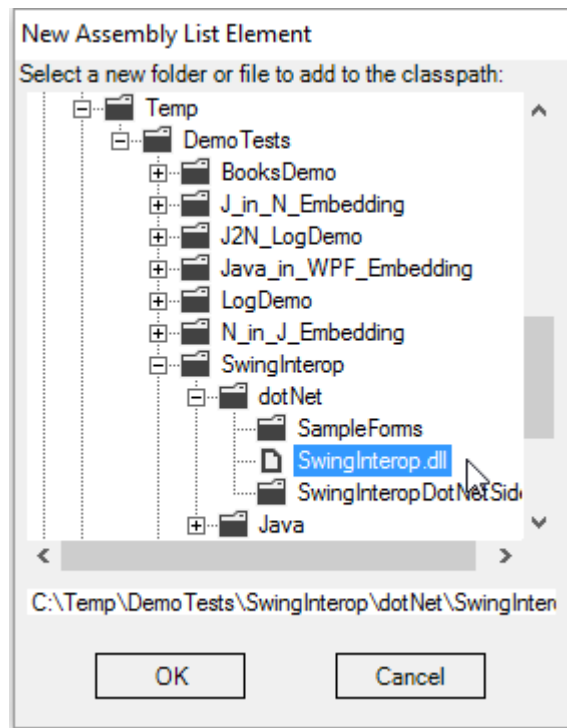 New Assembly List Element
Select a new folder or file to add to the classpath:
Temp
DemoTests
BooksDemo
J_in_N_Embedding
J2N_LogDemo
Java_in_WPF_Embedding
LogDemo
N_in_J_Embedding
SwingInterop
dotNet
SampleForms
SwingInterop.dll
SwingInteropDotNetSide
Java
C:\Temp\DemoTests\SwingInterop\dotNet\SwingInterop
OK
Cancel